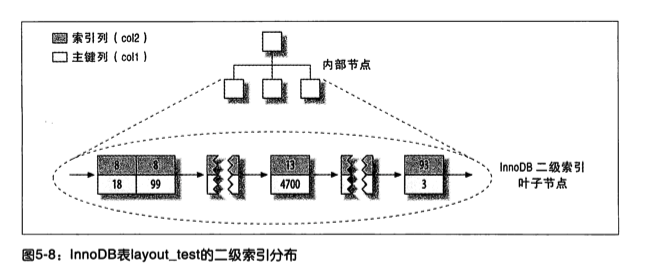 索引列（col2）
主键列（col1）
内部节点
8 8 13 93
18 99 4700 3
InnoDB 二级索引
叶子节点
图5-8：InnoDB表layout_test的二级索引分布